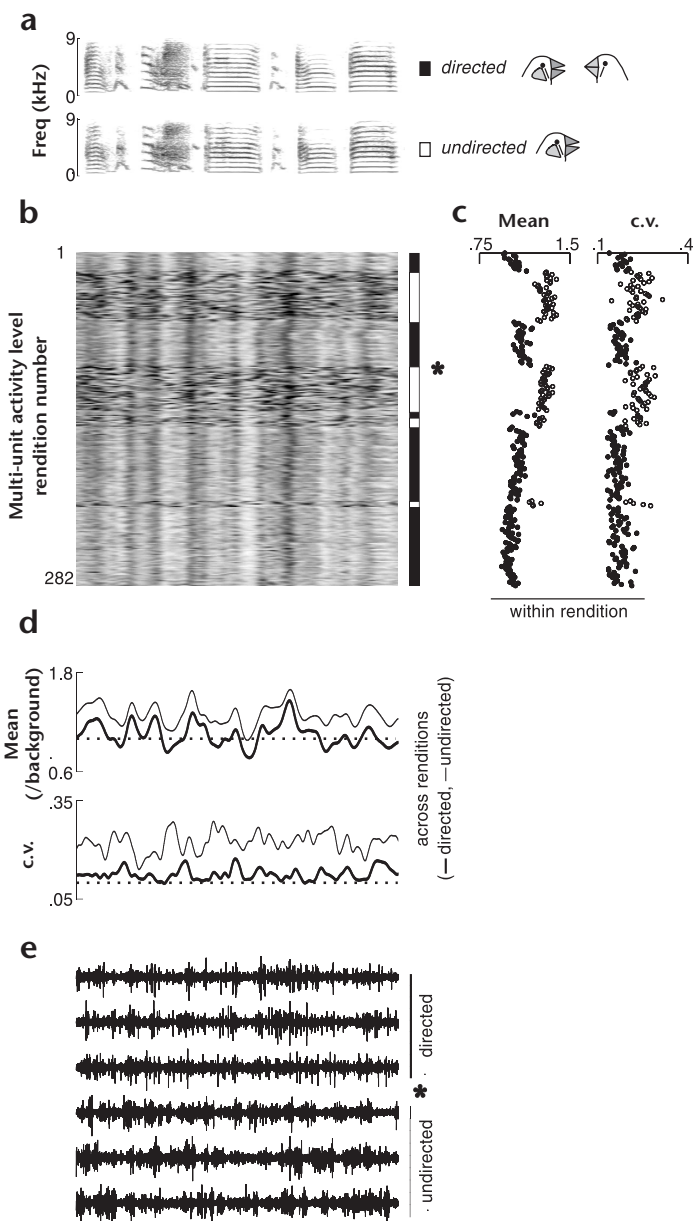 a
9
Freq (kHz)
0
directed
9
0
undirected
b
c
Mean
c.v.
.75
1.5
.1
.4
1
Multi-unit activity level
rendition number
*
282
within rendition
d
1.8
Mean
(/background)
0.6
.35
c.v.
.05
across renditions
(— directed, — undirected)
e
directed
*
undirected